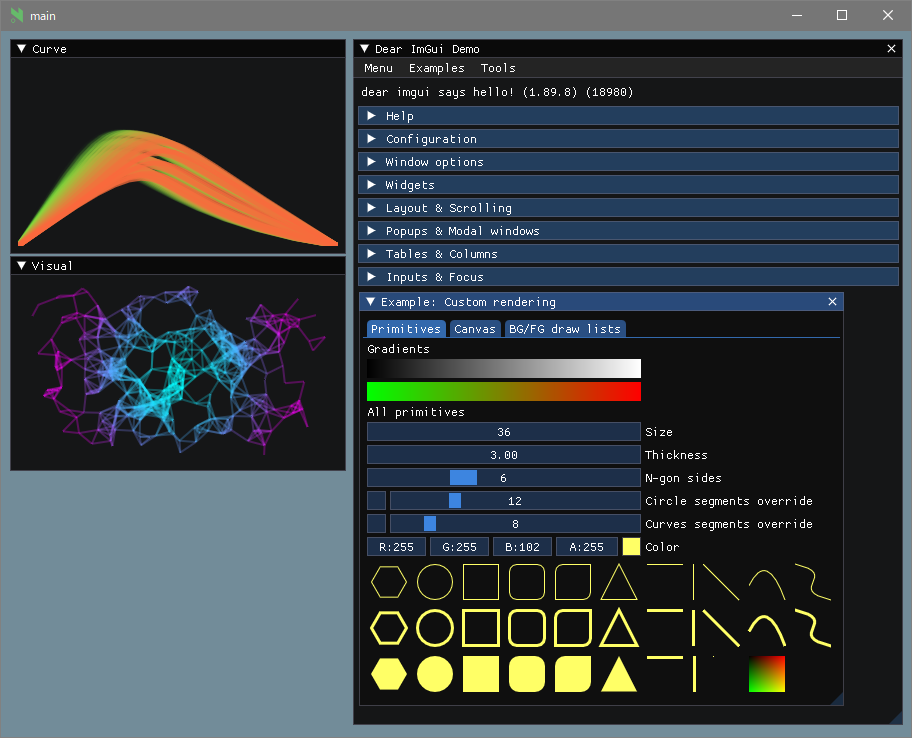 main
Curve
Visual
Dear ImGui Demo
Menu Examples Tools
dear imgui says hello! (1.89.8) (18980)
Help
Configuration
Window options
Widgets
Layout & Scrolling
Popups & Modal windows
Tables & Columns
Inputs & Focus
Example: Custom rendering
Primitives Canvas BG/FG draw lists
Gradients
All primitives
36 Size
3.00 Thickness
6 N-gon sides
12 Circle segments override
8 Curves segments override
R:255 G:255 B:102 A:255 Color